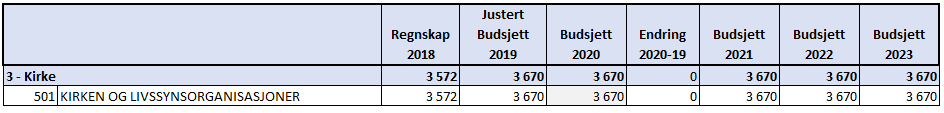 Justert
Regnskap Budsjett Budsjett Endring Budsjett Budsjett Budsjett
2018 2019 2020 2020-19 2021 2022 2023
3 - Kirke 3 572 3 670 3 670 0 3 670 3 670 3 670
501 KIRKEN OG LIVSSYNSORGANISASJONER 3 572 3 670 3 670 0 3 670 3 670 3 670